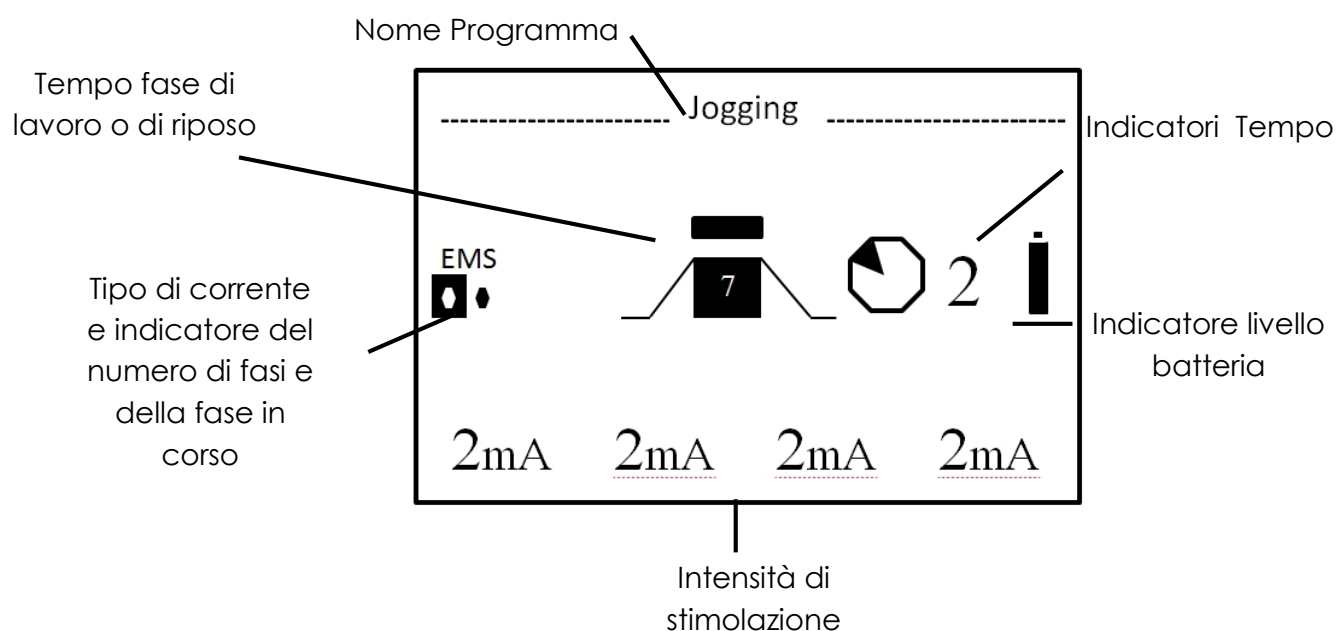 Nome Programma
Tempo fase di
lavoro o di riposo
Jogging
Indicatori Tempo
EMS
7
2
Tipo di corrente
e indicatore del
numero di fasi e
della fase in
corso
Indicatore livello
batteria
2mA 2mA 2mA 2mA
Intensità di
stimolazione